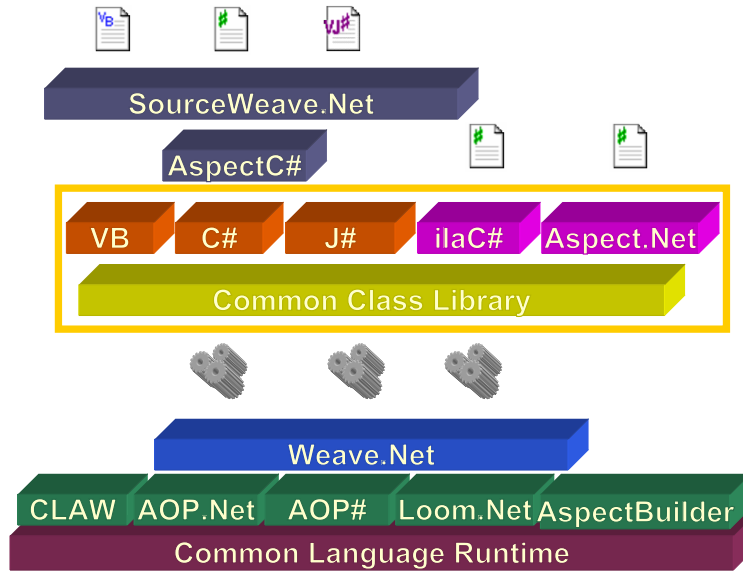 VB # VJ#
SourceWeave.Net
AspectC#
# #
VB C# J# ilaC# Aspect.Net
Common Class Library
Weave.Net
CLAW AOP.Net AOP# Loom.Net AspectBuilder
Common Language Runtime